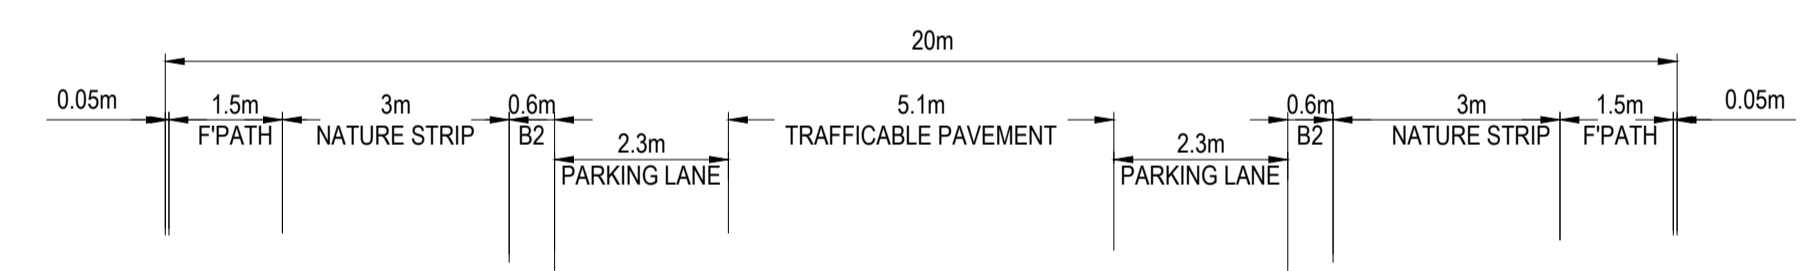 20m
0.05m 1.5m 3m 0.6m 5.1m 0.6m 3m 1.5m 0.05m
F'PATH NATURE STRIP B2 TRAFFICABLE PAVEMENT B2 NATURE STRIP F'PATH
2.3m 2.3m
PARKING LANE PARKING LANE